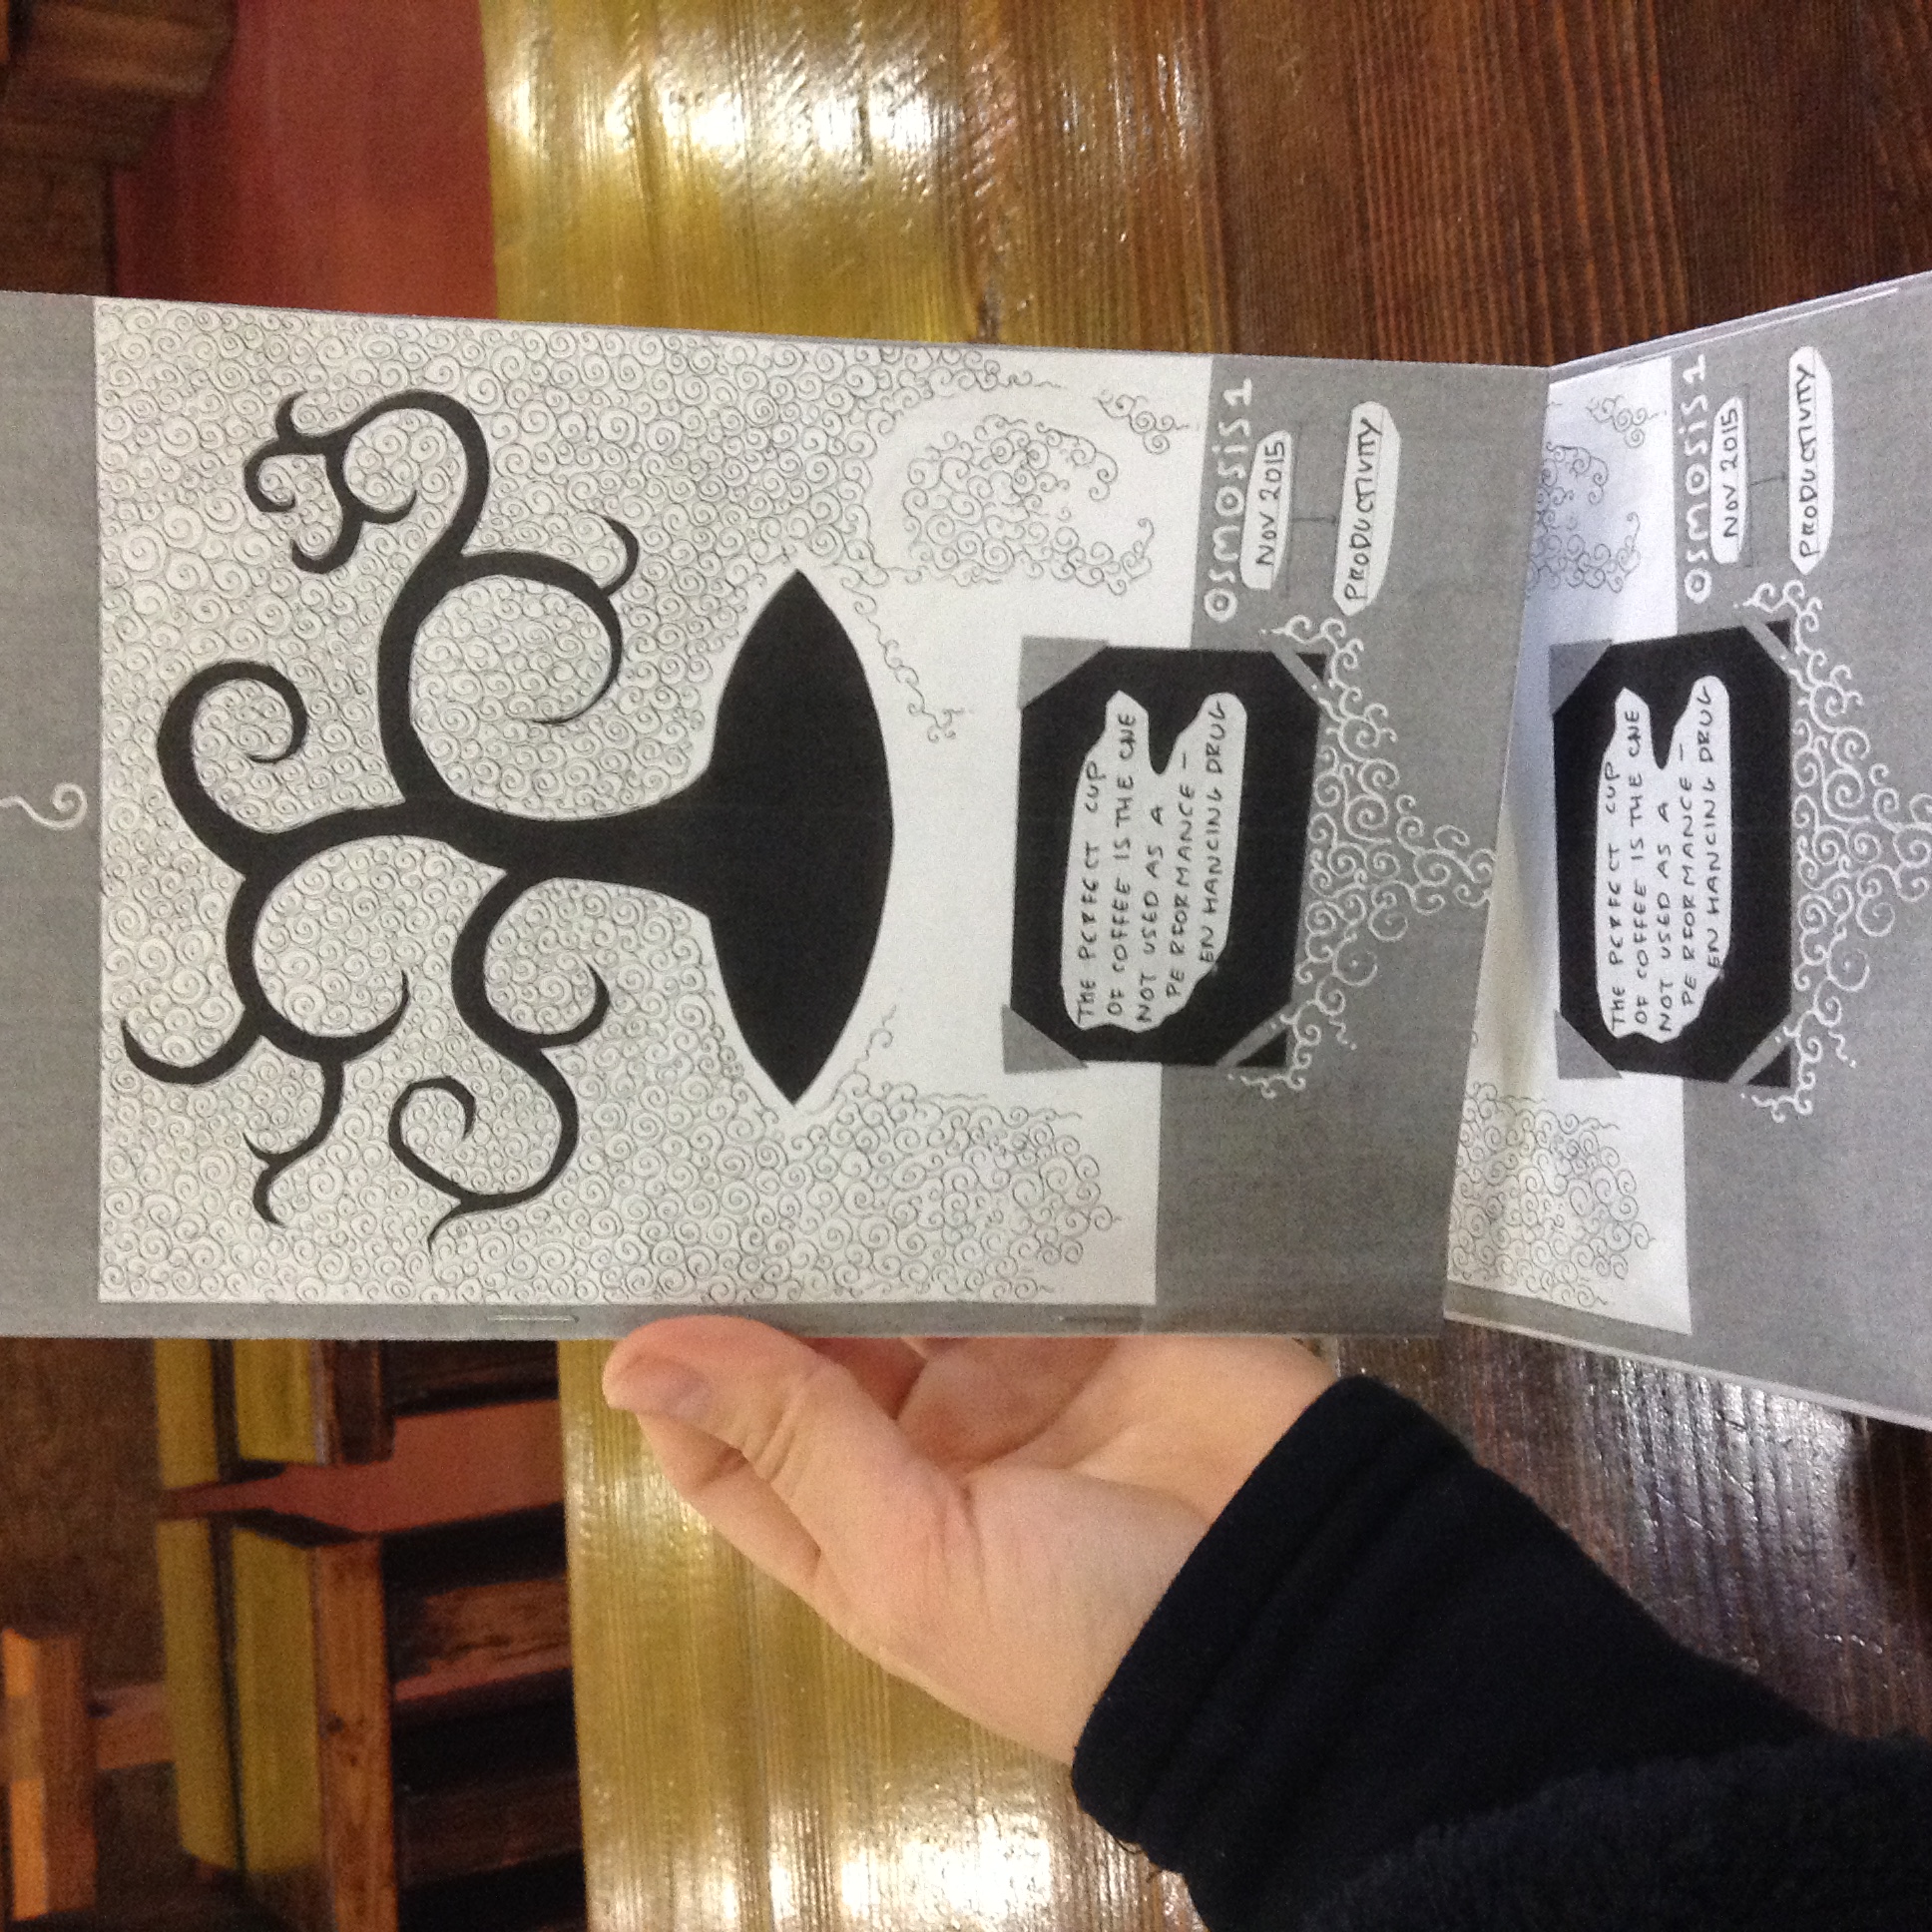 THE PERFECT CUP
OF COFFEE IS THE ONE
NOT USED AS A
PERFORMANCE-
ENHANCING DRUG
OSMOSIS 1
NOV 2015
PRODUCTIVITY
THE PERFECT CUP
OF COFFEE IS THE ONE
NOT USED AS A
PERFORMANCE-
ENHANCING DRUG
OSMOSIS 1
NOV 2015
PRODUCTIVITY